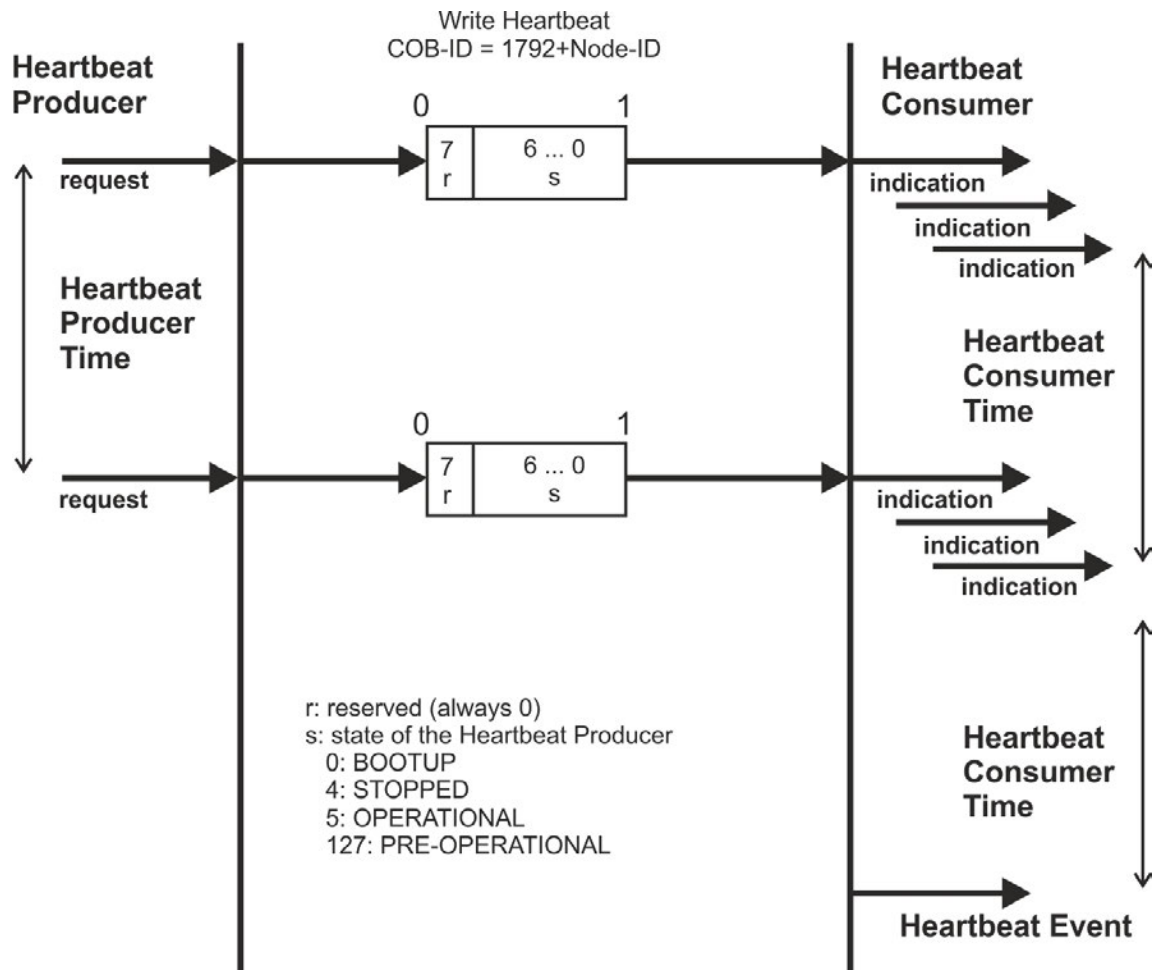 Write Heartbeat
COB-ID = 1792+Node-ID
Heartbeat
Producer
Heartbeat
Consumer
0
1
7
6 ... 0
r
s
request
indication
indication
indication
Heartbeat
Producer
Time
Heartbeat
Consumer
Time
0
1
7
6 ... 0
r
s
request
indication
indication
indication
r: reserved (always 0)
s: state of the Heartbeat Producer
0: BOOTUP
4: STOPPED
5: OPERATIONAL
127: PRE-OPERATIONAL
Heartbeat
Consumer
Time
Heartbeat Event